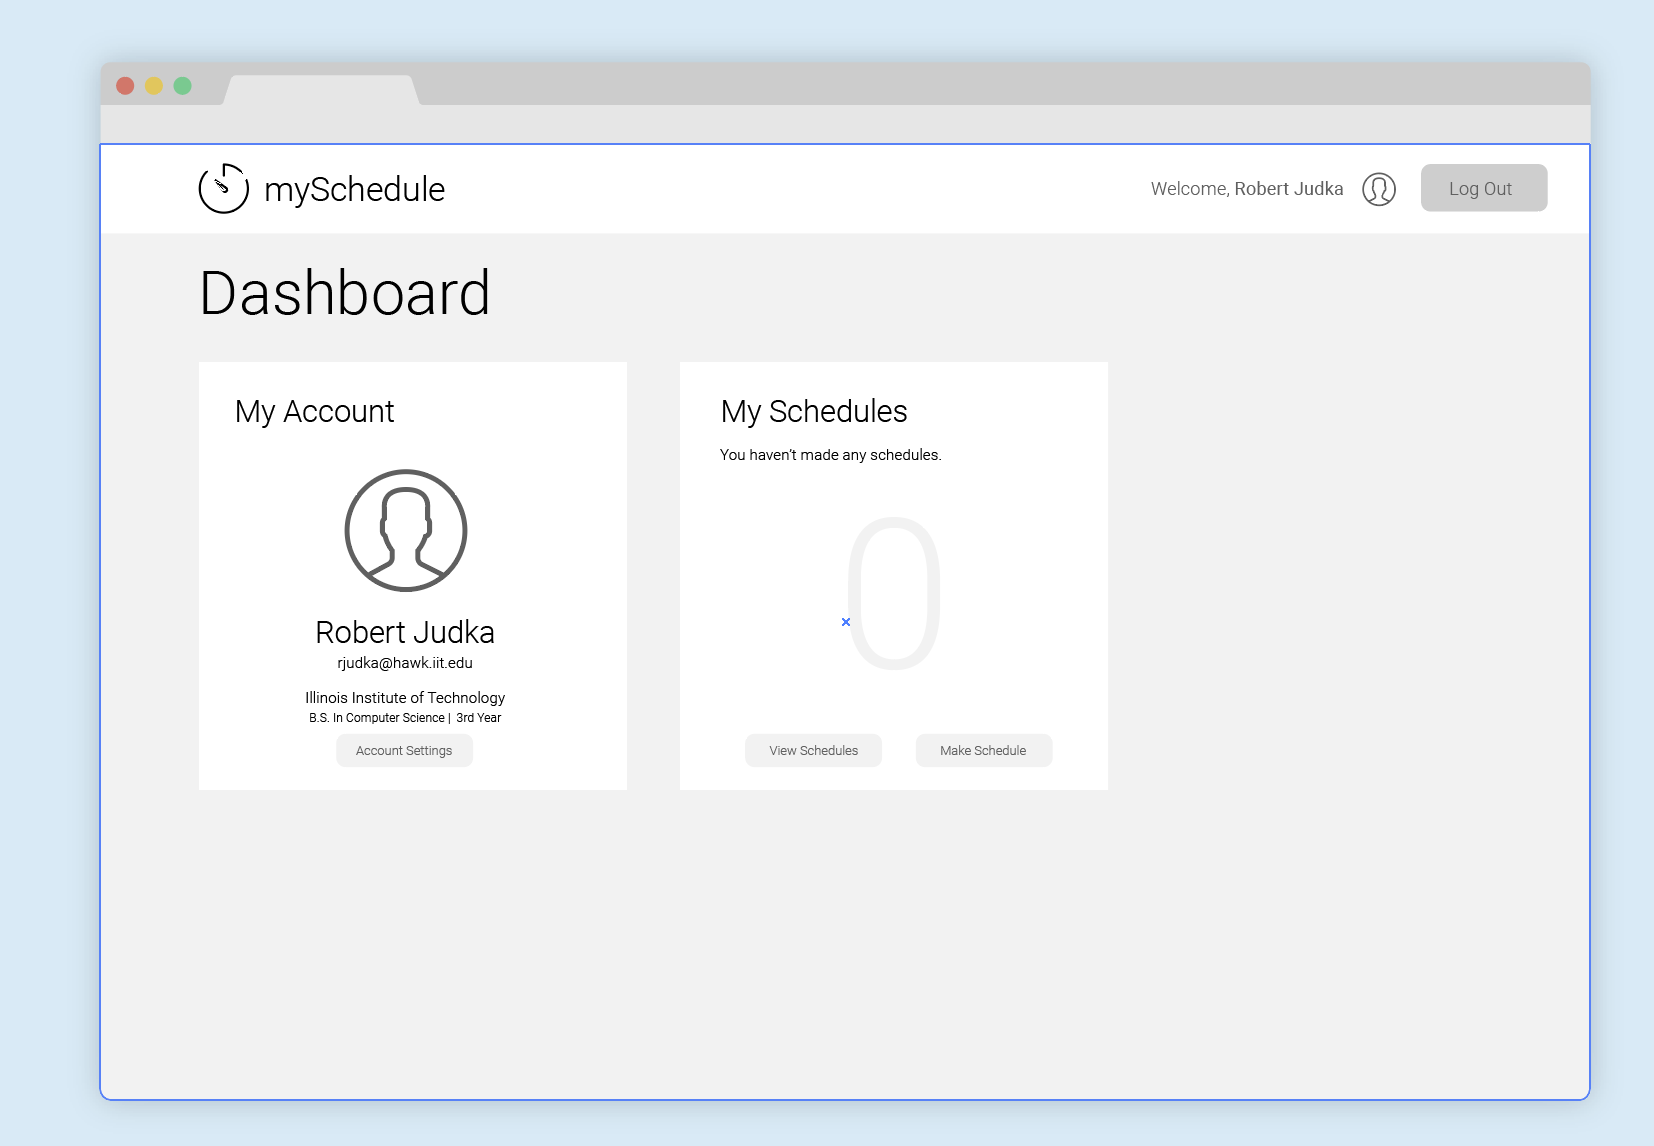 mySchedule
Welcome, Robert Judka
Log Out
Dashboard
My Account
Robert Judka
rjudka@hawk.iit.edu
Illinois Institute of Technology
B.S. In Computer Science | 3rd Year
Account Settings
My Schedules
You haven't made any schedules.
0
View Schedules
Make Schedule